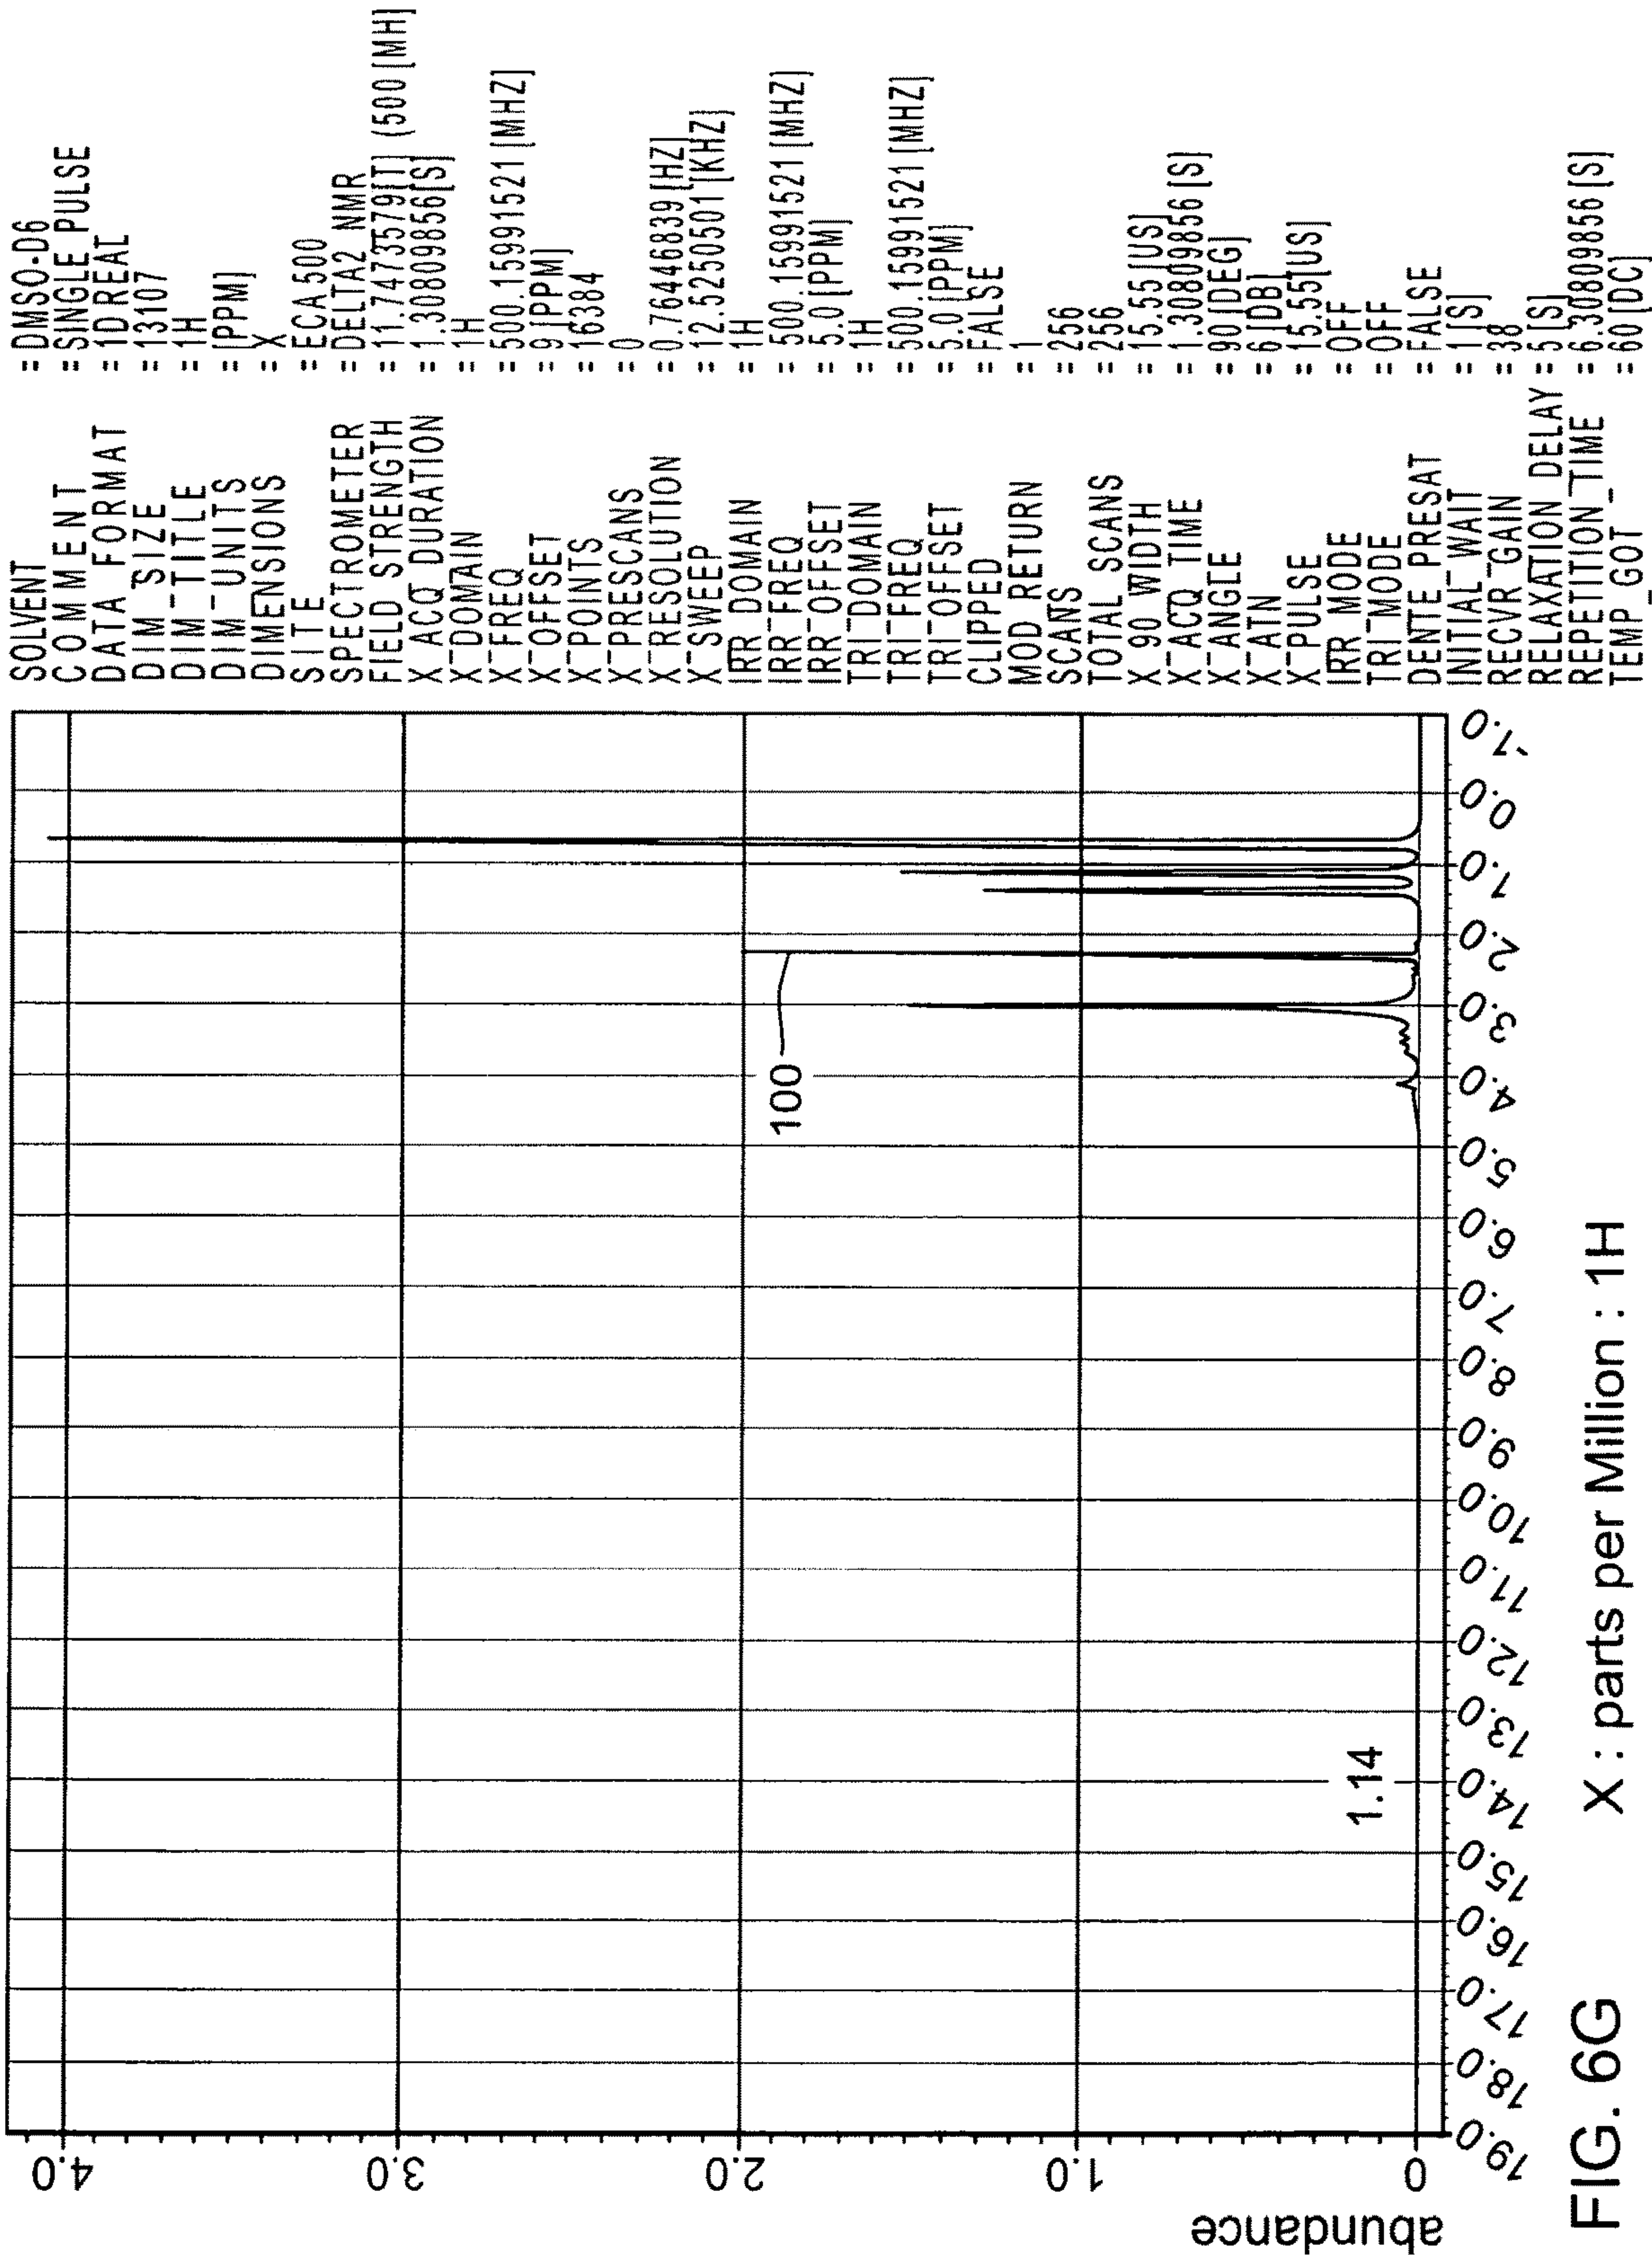 SOLVENT = DMSO-D6
COMMENT = SINGLE PULSE
DATA_FORMAT = 1D REAL
DIM_SIZE = 13107
DIM_TITLE = 1H
DIM_UNITS = [PPM]
DIMENSIONS = X
SITE = ECA 500
SPECTROMETER = DELTA2_NMR
FIELD STRENGTH = 11.7473579[T] (500[MH]
X_ACQ_DURATION = 1.30809856[S]
X_DOMAIN = 1H
X_FREQ = 500.15991521[MHZ]
X_OFFSET = 9[PPM]
X_POINTS = 16384
X_PRESCANS = 0
X_RESOLUTION = 0.76446839[HZ]
X_SWEEP = 12.5250501[KHZ]
IRR_DOMAIN = 1H
IRR_FREQ = 500.15991521[MHZ]
IRR_OFFSET = 5.0[PPM]
TRI_DOMAIN = 1H
TRI_FREQ = 500.15991521[MHZ]
TRI_OFFSET = 5.0[PPM]
CLIPPED = FALSE
MOD_RETURN = 1
SCANS = 256
TOTAL_SCANS = 256
X_90_WIDTH = 15.55[US]
X_ACQ_TIME = 1.30809856[S]
X_ANGLE = 90[DEG]
X_ATN = 6[DB]
X_PULSE = 15.55[US]
IRR_MODE = OFF
TRI_MODE = OFF
DENTE_PRESAT = FALSE
INITIAL_WAIT = 1[S]
RECVR_GAIN = 38
RELAXATION_DELAY = 5[S]
REPETITION_TIME = 6.30809856[S]
TEMP_GOT = 60[DC]
4.0
3.0
2.0
1.0
0
abundance
100
1.14
19.0 18.0 17.0 16.0 15.0 14.0 13.0 12.0 11.0 10.0 9.0 8.0 7.0 6.0 5.0 4.0 3.0 2.0 1.0 0.0 -1.0
FIG. 6G
X : parts per Million : 1H